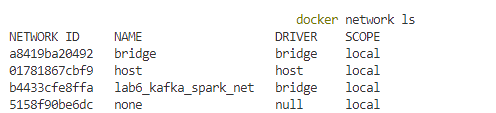 docker network ls
NETWORK ID NAME DRIVER SCOPE
a8419ba20492 bridge bridge local
01781867cbf9 host host local
b4433cfe8ffa lab6_kafka_spark_net bridge local
5158f90be6dc none null local